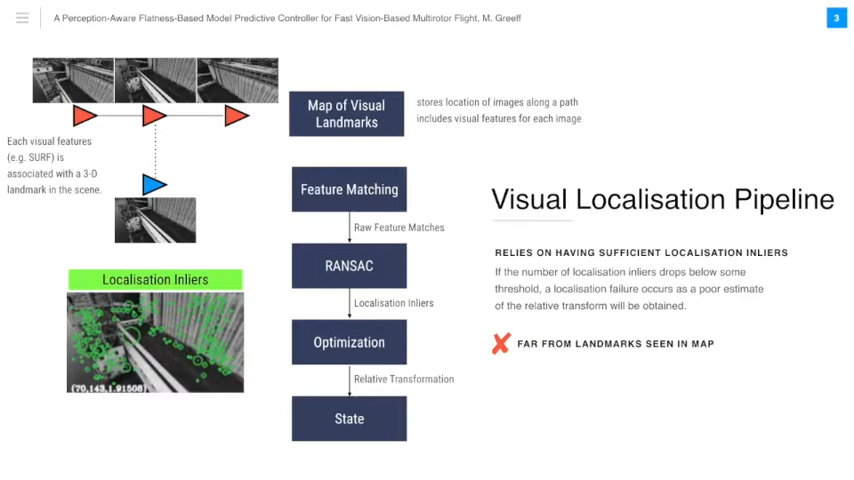 A Perception-Aware Flatness-Based Model Predictive Controller for Fast Vision-Based Multirotor Flight, M. Greeff
3
Each visual features
(e.g. SURF) is
associated with a 3-D
landmark in the scene.
Localisation Inliers
(70,143,1.91508)
Map of Visual
Landmarks
stores location of images along a path
includes visual features for each image
Feature Matching
Raw Feature Matches
RANSAC
Localisation Inliers
Optimization
Relative Transformation
State
Visual Localisation Pipeline
RELIES ON HAVING SUFFICIENT LOCALISATION INLIERS
If the number of localisation inliers drops below some
threshold, a localisation failure occurs as a poor estimate
of the relative transform will be obtained.
FAR FROM LANDMARKS SEEN IN MAP